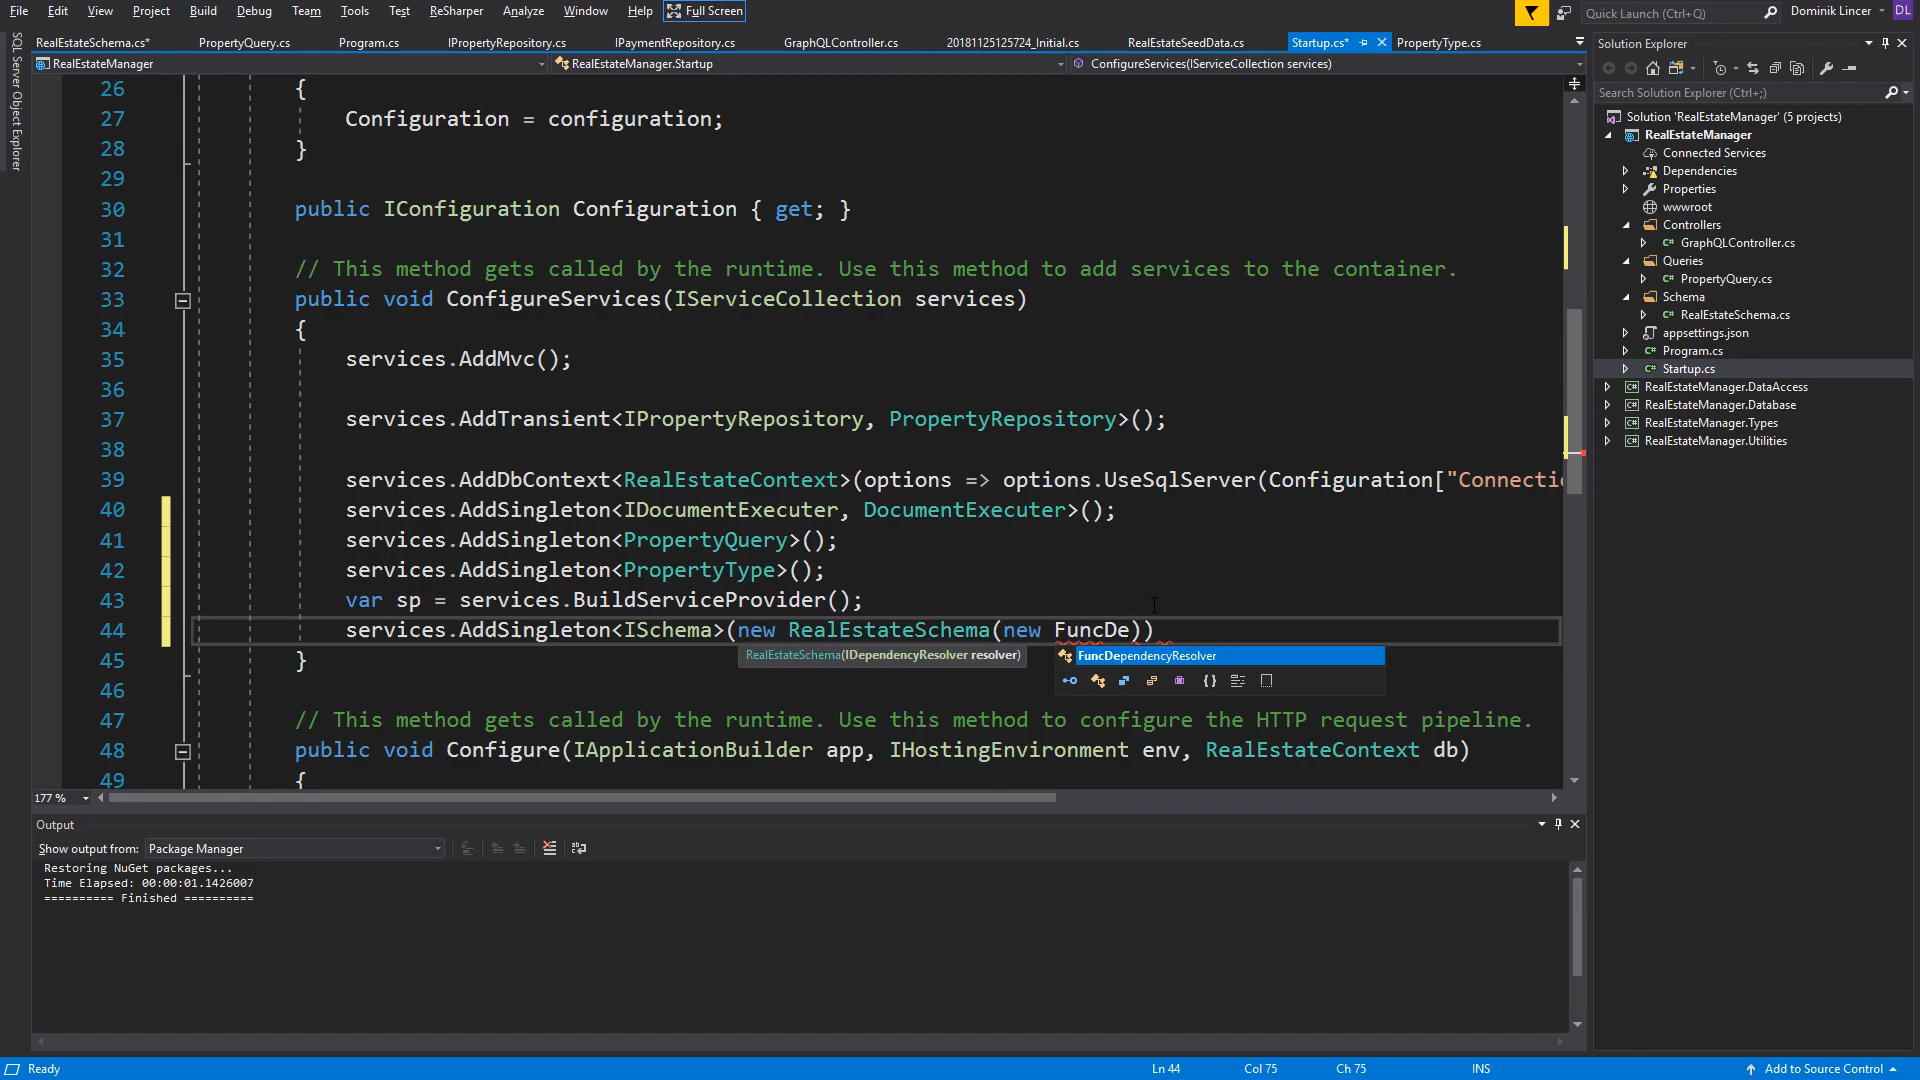 File Edit View Project Build Debug Team Tools Test ReSharper Analyze Window Help Full Screen Quick Launch (Ctrl+Q) Dominik Lincer DL
SQL Server Object Explorer
RealEstateSchema.cs* PropertyQuery.cs Program.cs IPropertyRepository.cs IPaymentRepository.cs GraphQLController.cs 20181125125724_Initial.cs RealEstateSeedData.cs Startup.cs* PropertyType.cs
RealEstateManager RealEstateManager.Startup ConfigureServices(IServiceCollection services)
26 {
27 Configuration = configuration;
28 }
29
30 public IConfiguration Configuration { get; }
31
32 // This method gets called by the runtime. Use this method to add services to the container.
33 public void ConfigureServices(IServiceCollection services)
34 {
35 services.AddMvc();
36
37 services.AddTransient<IPropertyRepository, PropertyRepository>();
38
39 services.AddDbContext<RealEstateContext>(options => options.UseSqlServer(Configuration["Connectic
40 services.AddSingleton<IDocumentExecuter, DocumentExecuter>();
41 services.AddSingleton<PropertyQuery>();
42 services.AddSingleton<PropertyType>();
43 var sp = services.BuildServiceProvider();
44 services.AddSingleton<ISchema>(new RealEstateSchema(new FuncDe))
RealEstateSchema(IDependencyResolver resolver)
FuncDependencyResolver
45 }
46
47 // This method gets called by the runtime. Use this method to configure the HTTP request pipeline.
48 public void Configure(IApplicationBuilder app, IHostingEnvironment env, RealEstateContext db)
49 {
177 %
Output
Show output from: Package Manager
Restoring NuGet packages...
Time Elapsed: 00:00:01.1426007
========== Finished ==========
Solution Explorer
Search Solution Explorer (Ctrl+;)
Solution 'RealEstateManager' (5 projects)
RealEstateManager
Connected Services
Dependencies
Properties
wwwroot
Controllers
GraphQLController.cs
Queries
PropertyQuery.cs
Schema
RealEstateSchema.cs
appsettings.json
Program.cs
Startup.cs
RealEstateManager.DataAccess
RealEstateManager.Database
RealEstateManager.Types
RealEstateManager.Utilities
Ready Ln 44 Col 75 Ch 75 INS Add to Source Control